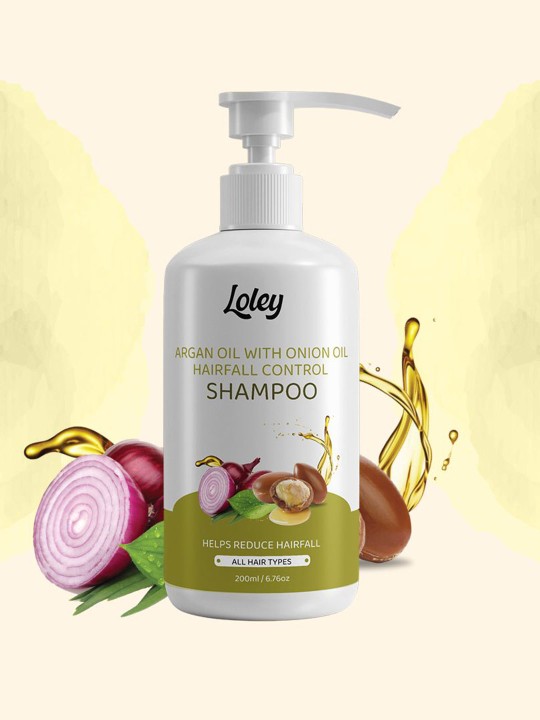 Loley
ARGAN OIL WITH ONION OIL
HAIRFALL CONTROL
SHAMPOO
HELPS REDUCE HAIRFALL
ALL HAIR TYPES
200ml / 6.76oz